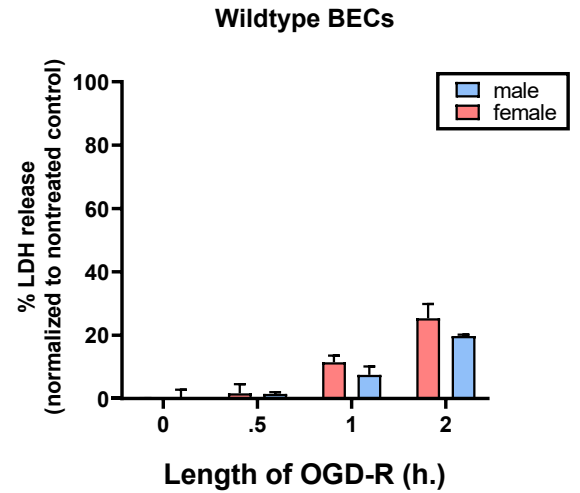 Wildtype BECs
male
female
% LDH release
(normalized to nontreated control)
100
80
60
40
20
0
0 .5 1 2
Length of OGD-R (h.)